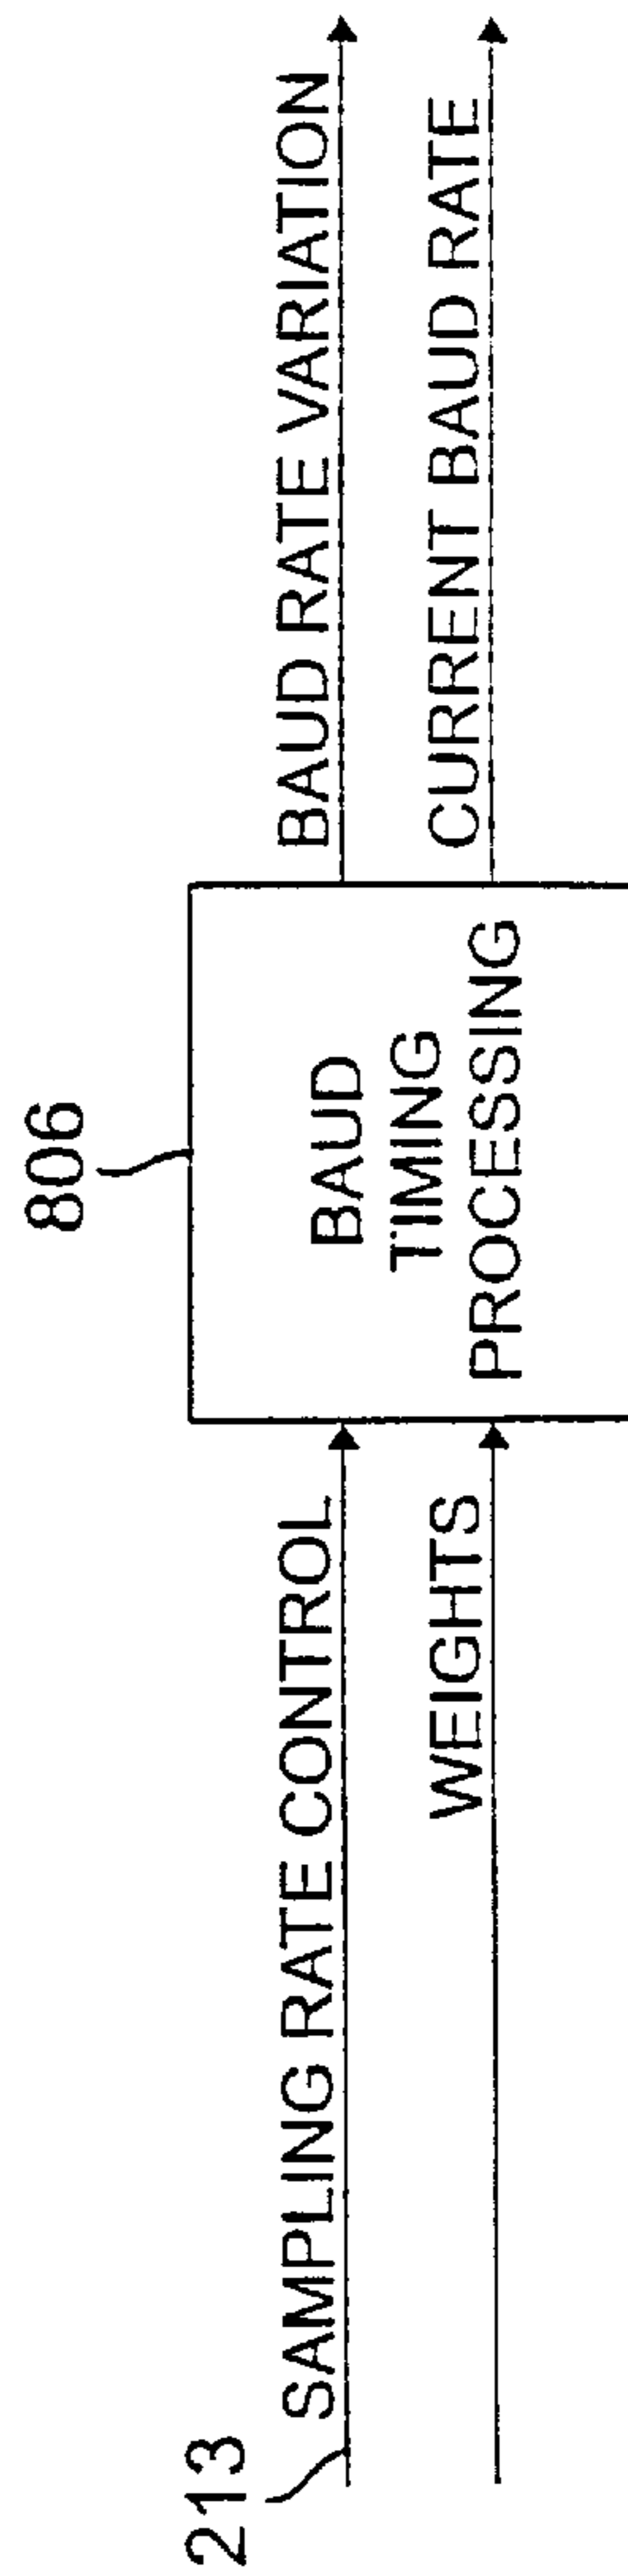 806
213
SAMPLING RATE CONTROL
WEIGHTS
BAUD
TIMING
PROCESSING
BAUD RATE VARIATION
CURRENT BAUD RATE